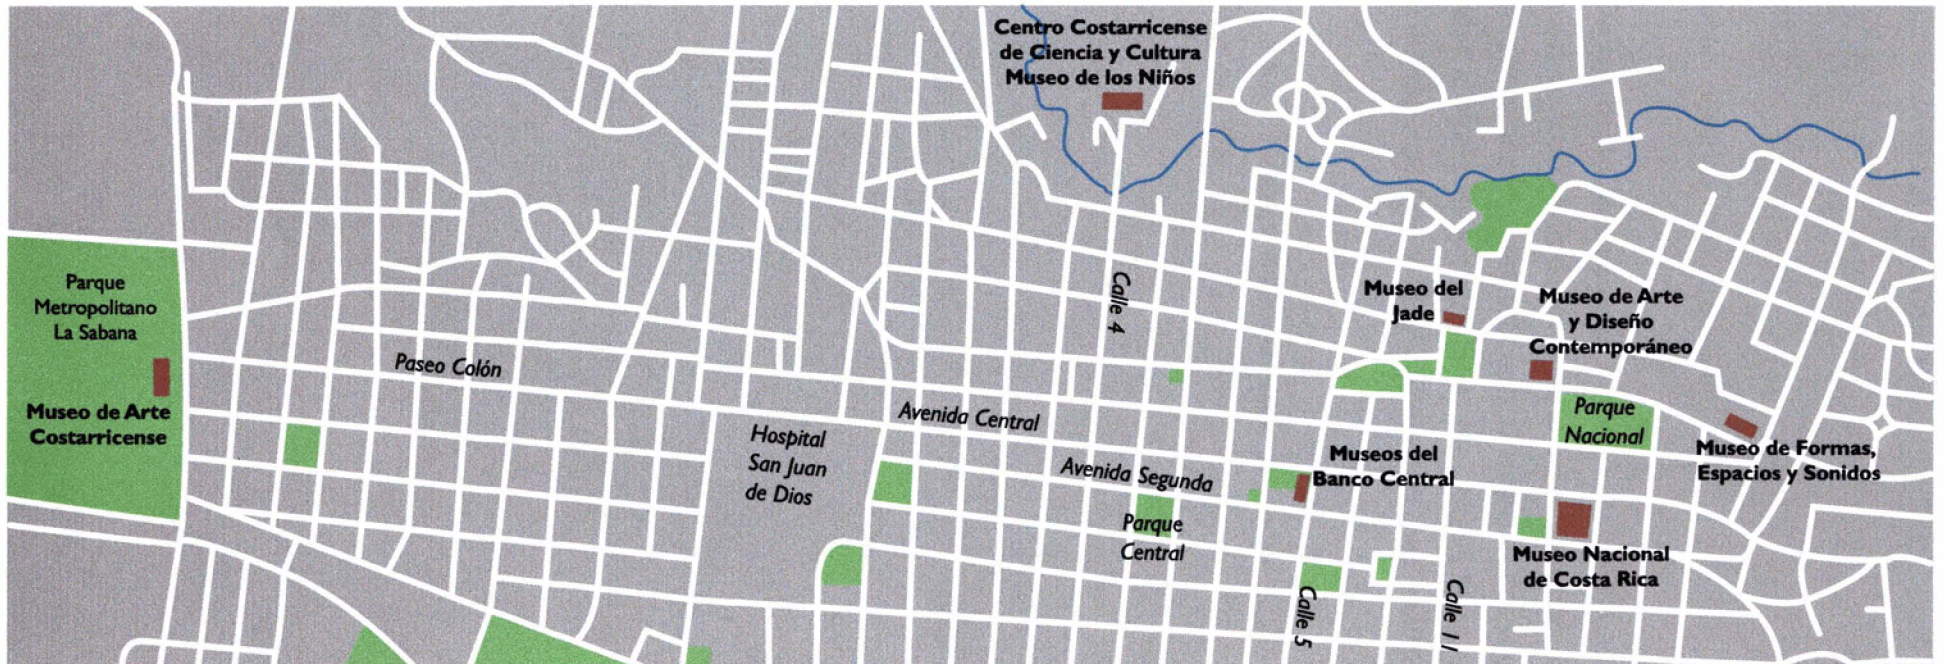 Centro Costarricense
de Ciencia y Cultura
Museo de los Niños
Parque
Metropolitano
La Sabana
Museo de Arte
Costarricense
Paseo Colón
Hospital
San Juan
de Dios
Avenida Central
Avenida Segunda
Calle 4
Parque
Central
Museo del
Jade
Museo de Arte
y Diseño
Contemporáneo
Parque
Nacional
Museos del
Banco Central
Museo de Formas,
Espacios y Sonidos
Museo Nacional
de Costa Rica
Calle 5
Calle 11